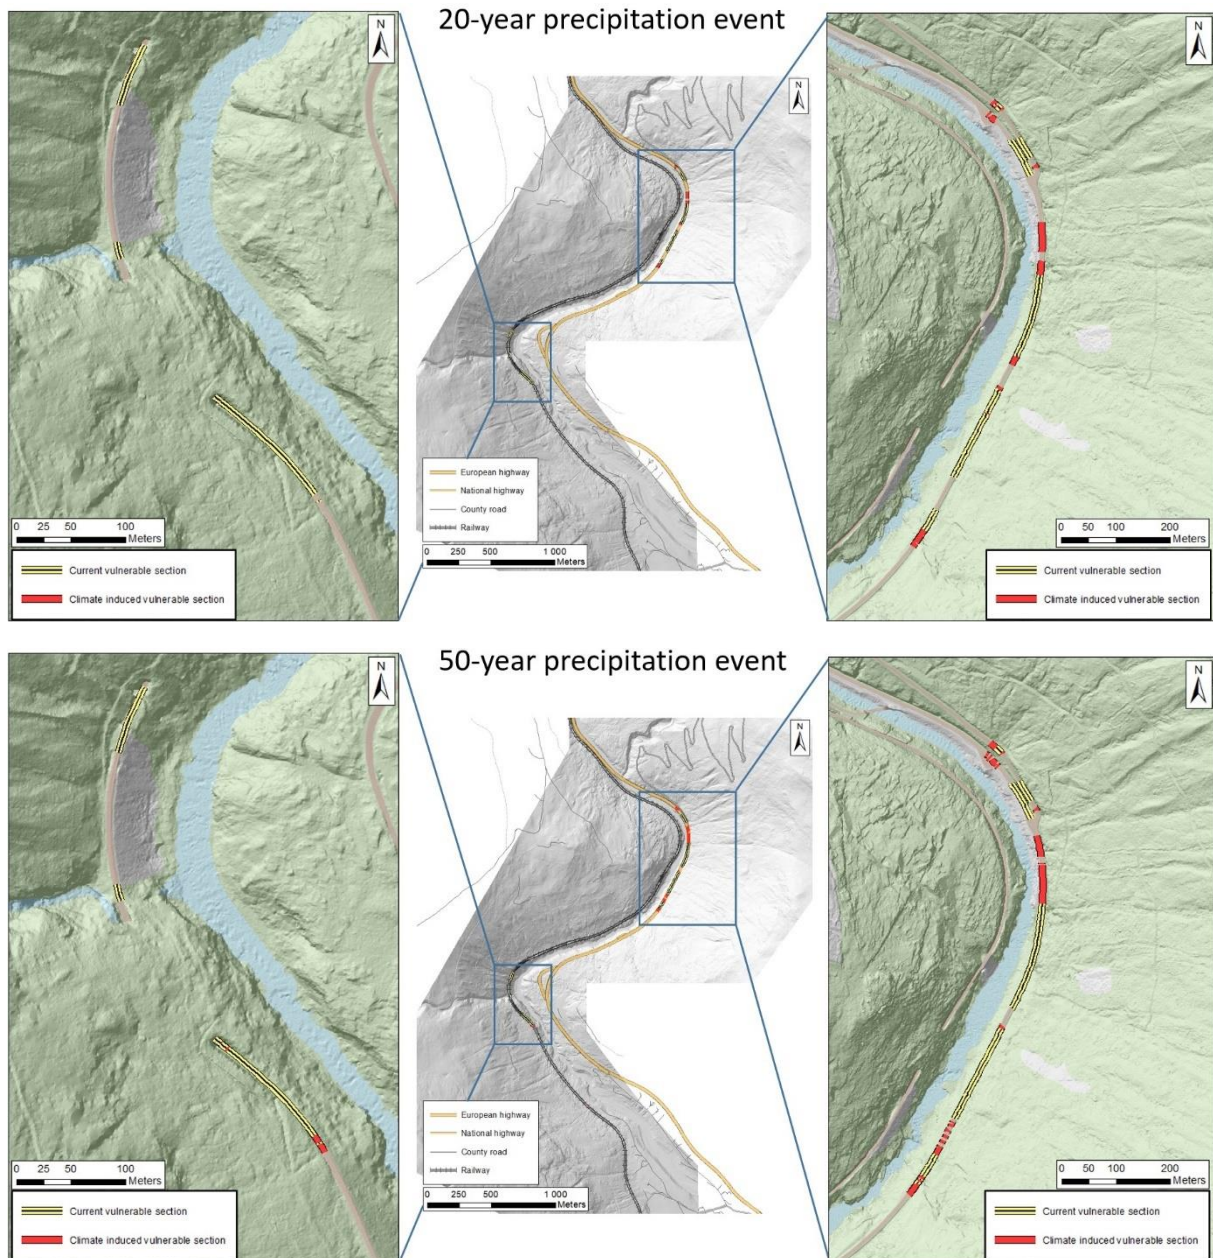 20-year precipitation event
N
0 25 50 100
Meters
Current vulnerable section
Climate induced vulnerable section
N
European highway
National highway
County road
Railway
0 250 500 1 000
Meters
N
0 50 100 200
Meters
Current vulnerable section
Climate induced vulnerable section
50-year precipitation event
N
0 25 50 100
Meters
Current vulnerable section
Climate induced vulnerable section
N
European highway
National highway
County road
Railway
0 250 500 1 000
Meters
N
0 50 100 200
Meters
Current vulnerable section
Climate induced vulnerable section